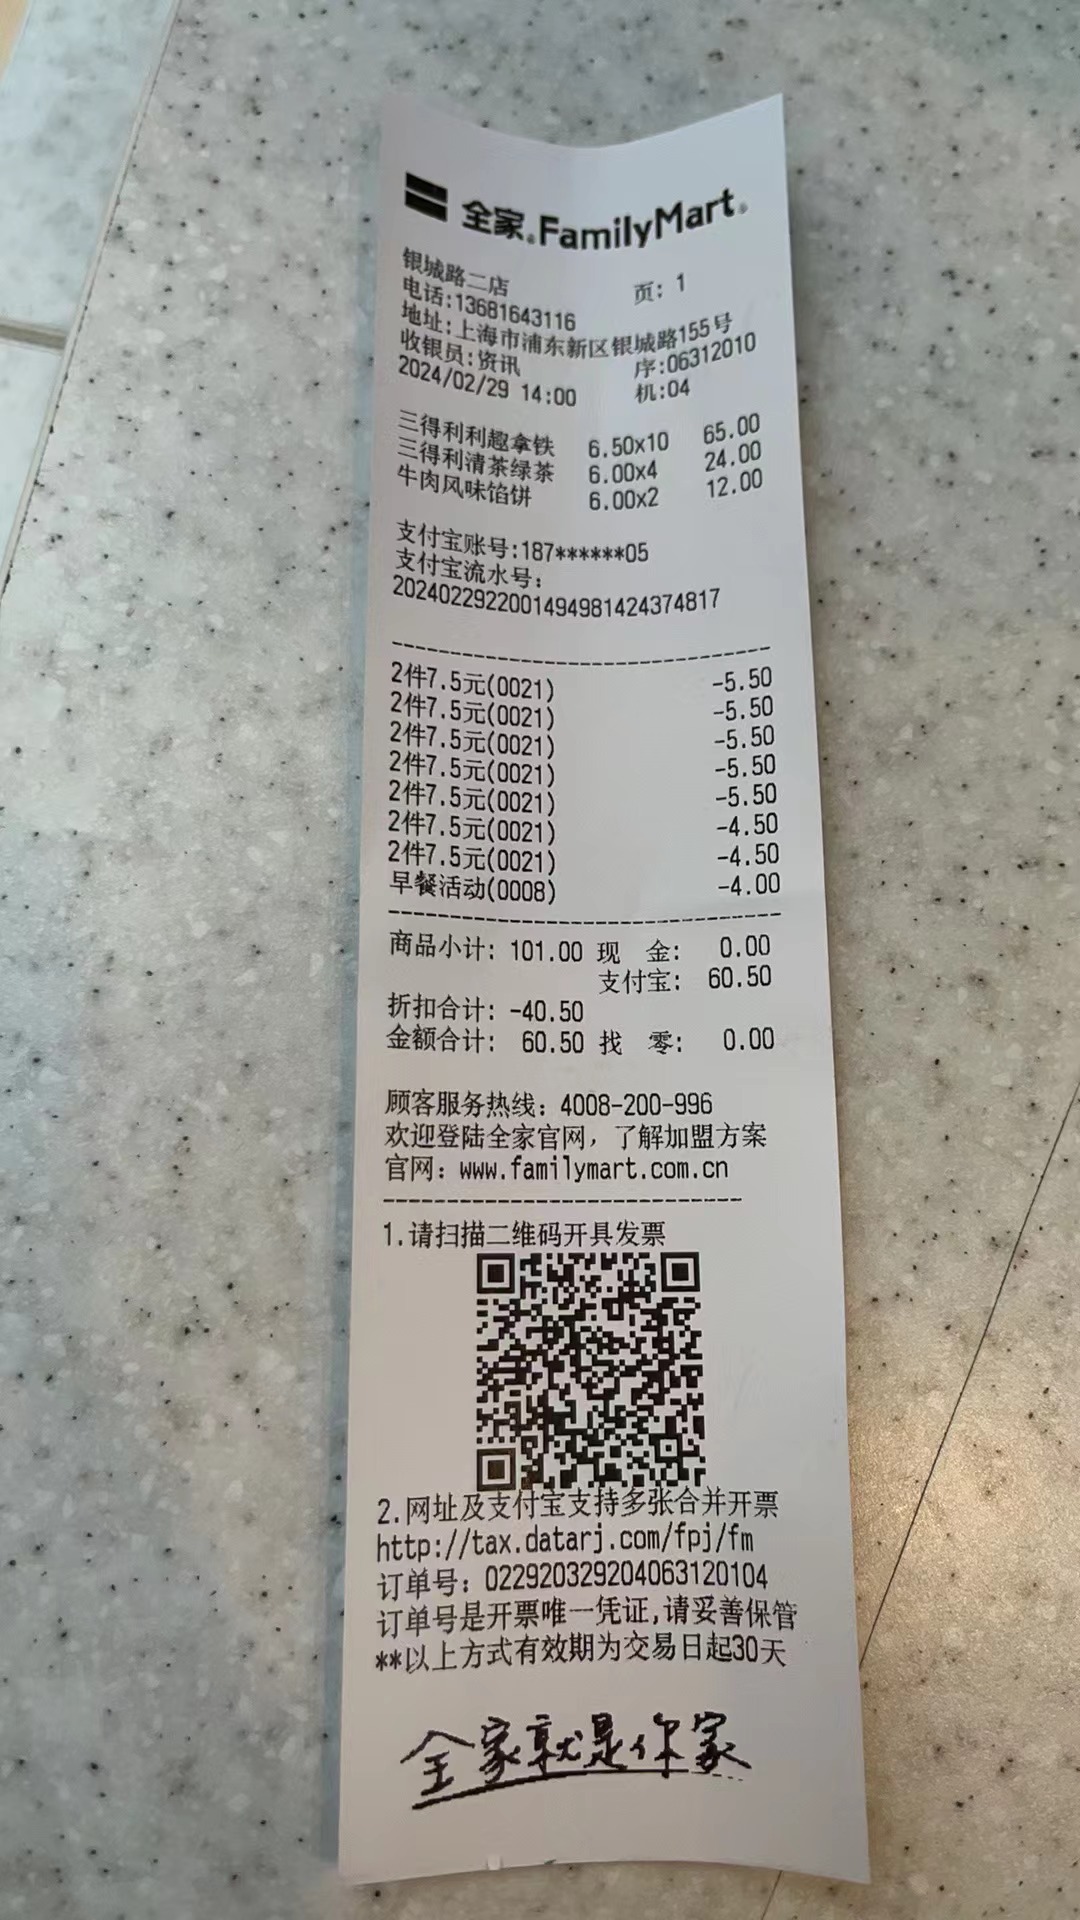 全家®FamilyMart®
银城路二店
电话:13681643116 页: 1
地址:上海市浦东新区银城路155号
收银员:资讯 序:06312010
2024/02/29 14:00 机:04
三得利利趣拿铁 6.50x10 65.00
三得利清茶绿茶 6.00x4 24.00
牛肉风味馅饼 6.00x2 12.00
支付宝账号:187******05
支付宝流水号:
2024022922001494981424374817
2件7.5元(0021) -5.50
2件7.5元(0021) -5.50
2件7.5元(0021) -5.50
2件7.5元(0021) -5.50
2件7.5元(0021) -5.50
2件7.5元(0021) -4.50
2件7.5元(0021) -4.50
早餐活动(0008) -4.00
商品小计: 101.00 现 金: 0.00
支付宝: 60.50
折扣合计: -40.50
金额合计: 60.50 找 零: 0.00
顾客服务热线: 4008-200-996
欢迎登陆全家官网，了解加盟方案
官网: www.familymart.com.cn
1.请扫描二维码开具发票
2.网址及支付宝支持多张合并开票
http://tax.datarj.com/fpj/fm
订单号: 022920329204063120104
订单号是开票唯一凭证,请妥善保管
**以上方式有效期为交易日起30天
全家就是你家